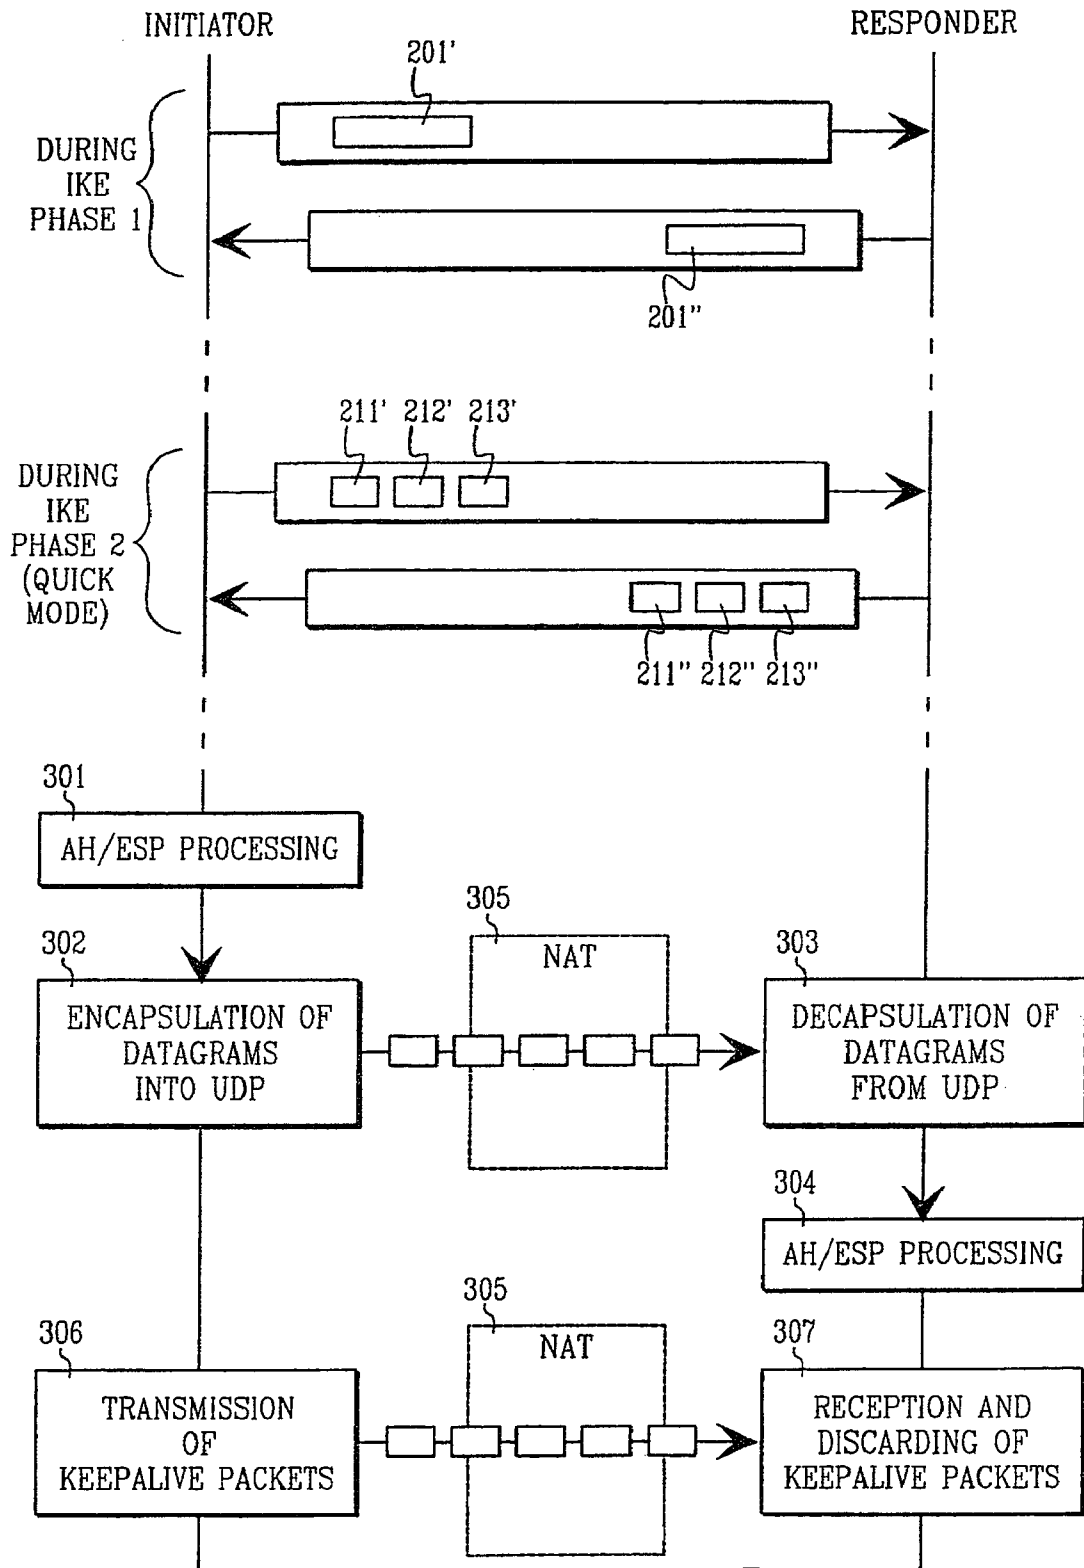 INITIATOR
RESPONDER
201'
DURING
IKE
PHASE 1
201"
211' 212' 213'
DURING
IKE
PHASE 2
(QUICK
MODE)
211" 212" 213"
301
AH/ESP PROCESSING
305
NAT
302
ENCAPSULATION OF
DATAGRAMS
INTO UDP
303
DECAPSULATION OF
DATAGRAMS
FROM UDP
304
AH/ESP PROCESSING
305
NAT
306
TRANSMISSION
OF
KEEPALIVE PACKETS
307
RECEPTION AND
DISCARDING OF
KEEPALIVE PACKETS